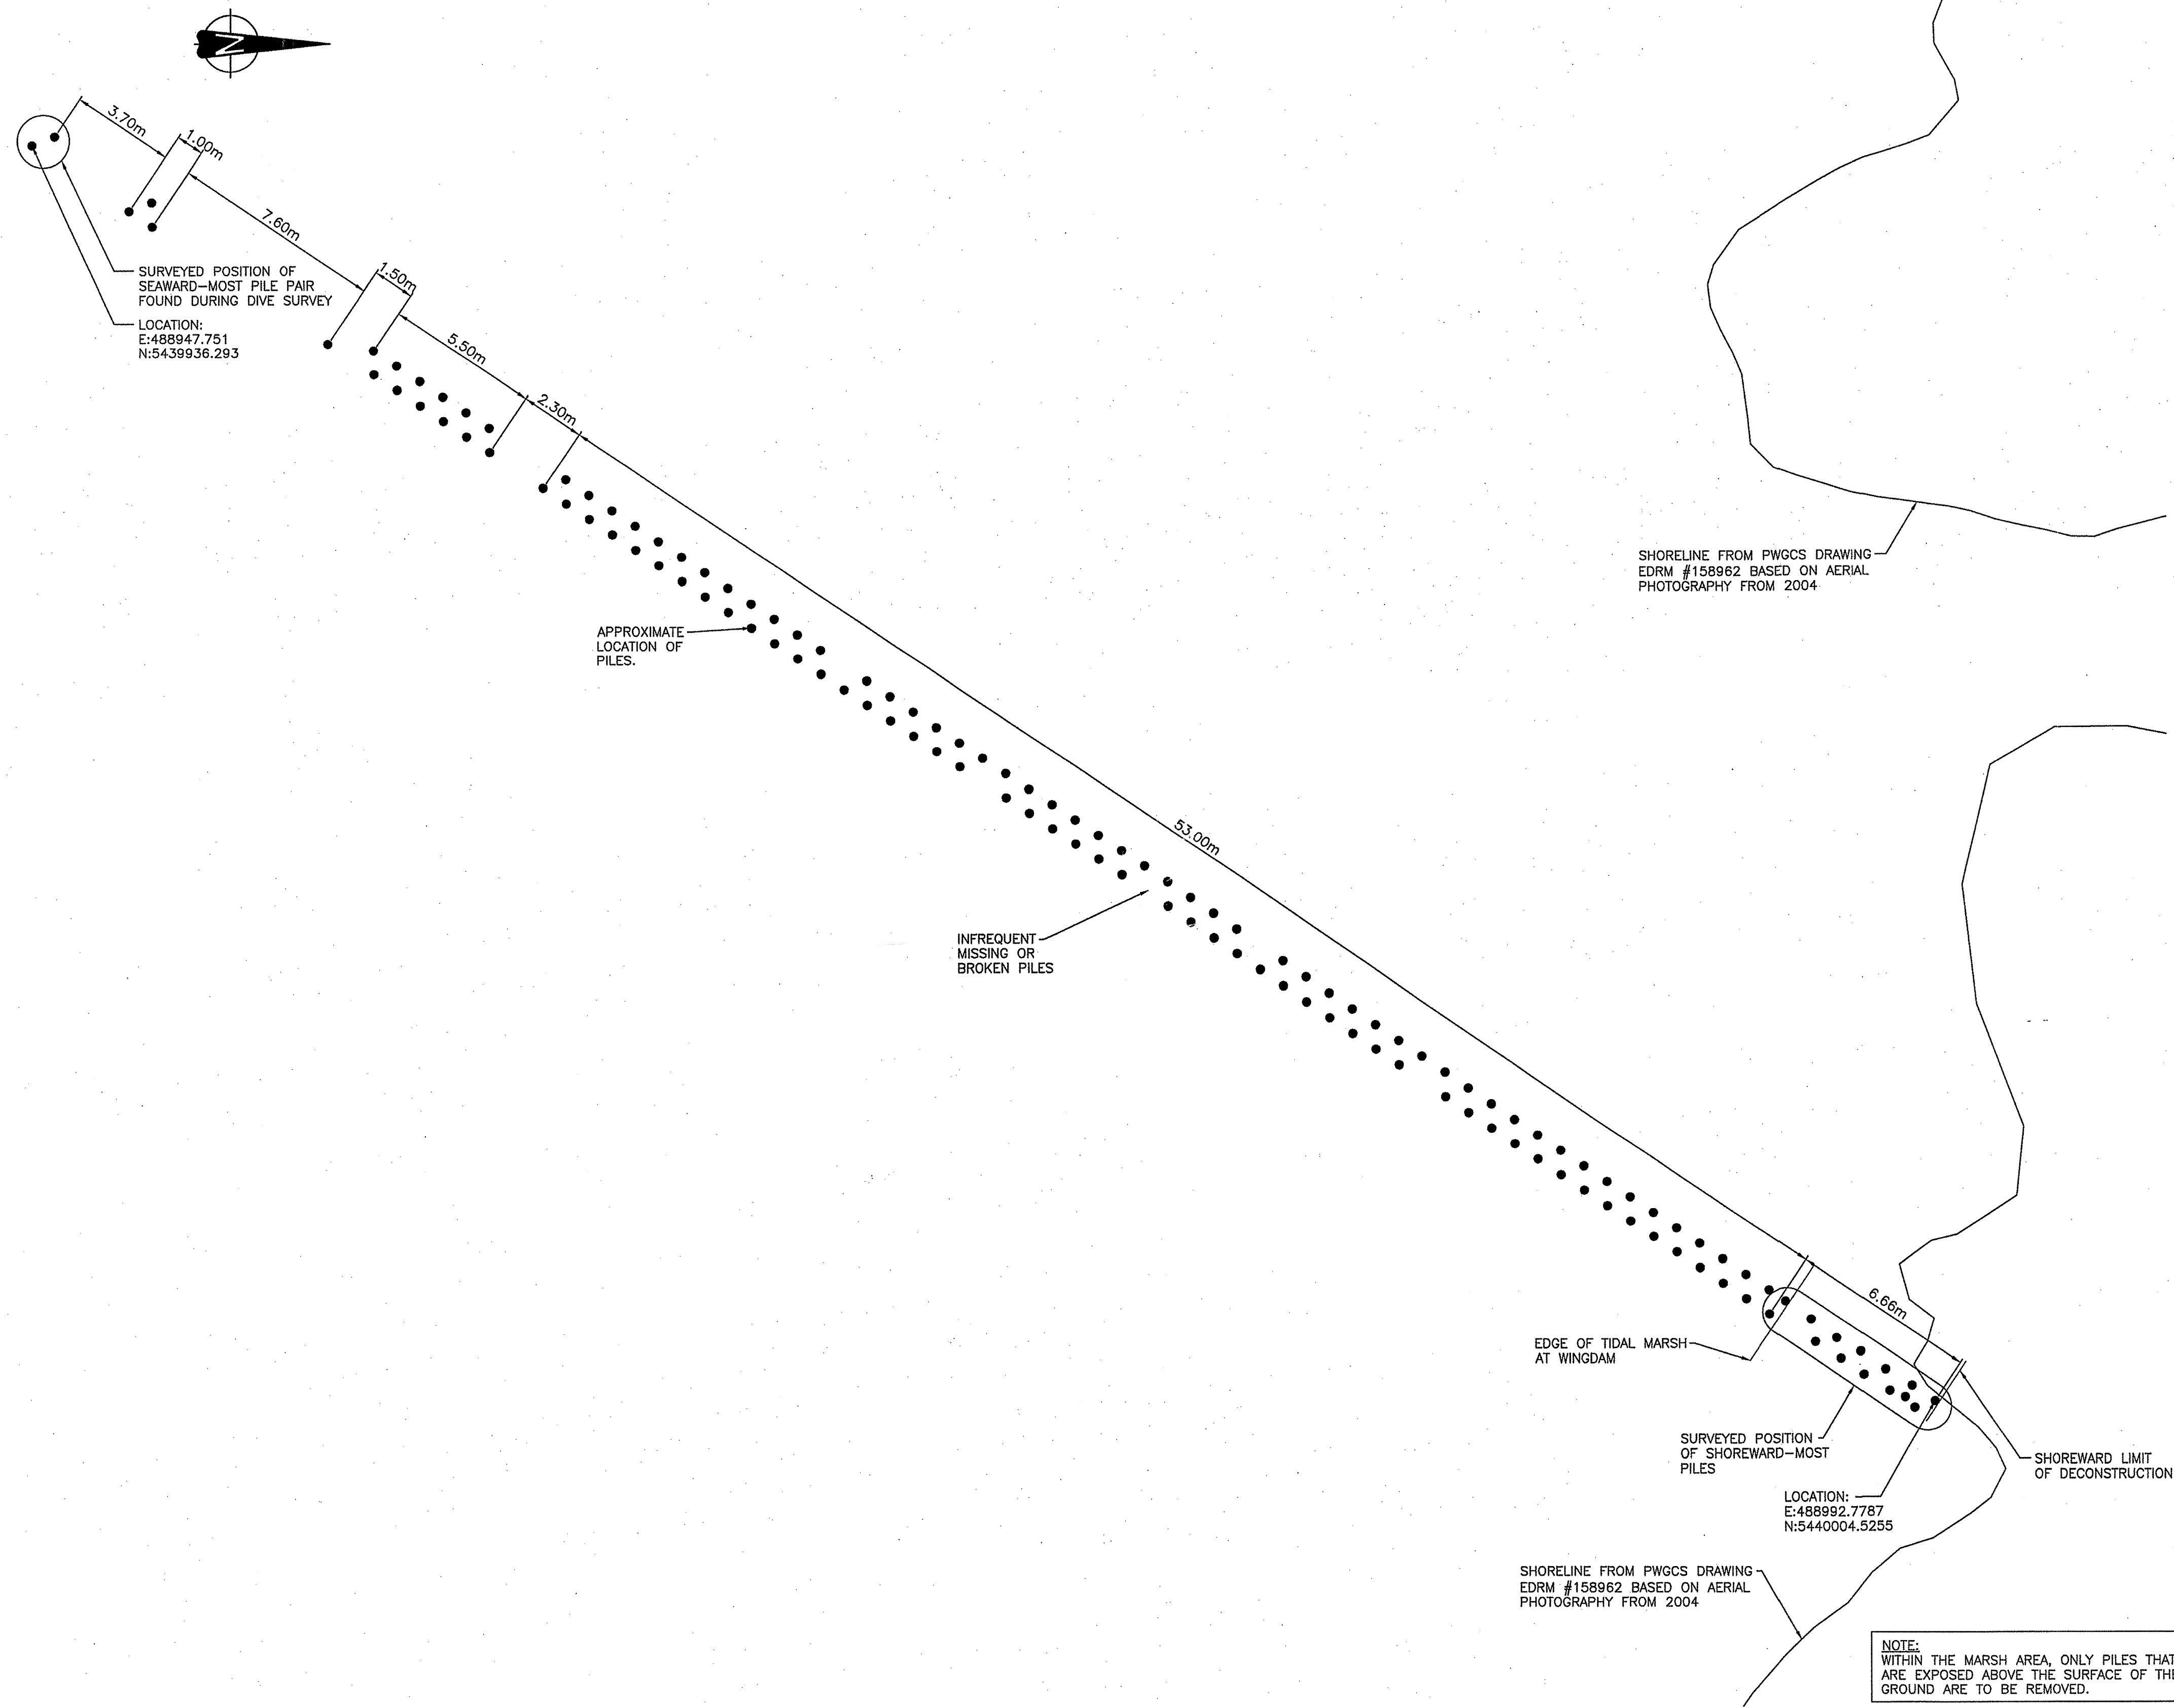 N
3.70m
1.00m
7.60m
SURVEYED POSITION OF
SEAWARD-MOST PILE PAIR
FOUND DURING DIVE SURVEY
LOCATION:
E:488947.751
N:5439936.293
1.50m
5.50m
2.30m
SHORELINE FROM PWGCS DRAWING
EDRM #158962 BASED ON AERIAL
PHOTOGRAPHY FROM 2004
APPROXIMATE
LOCATION OF
PILES.
53.00m
INFREQUENT
MISSING OR
BROKEN PILES
6.66m
EDGE OF TIDAL MARSH
AT WINGDAM
SURVEYED POSITION
OF SHOREWARD-MOST
PILES
SHOREWARD LIMIT
OF DECONSTRUCTION
LOCATION:
E:488992.7787
N:5440004.5255
SHORELINE FROM PWGCS DRAWING
EDRM #158962 BASED ON AERIAL
PHOTOGRAPHY FROM 2004
NOTE:
WITHIN THE MARSH AREA, ONLY PILES THAT
ARE EXPOSED ABOVE THE SURFACE OF THE
GROUND ARE TO BE REMOVED.